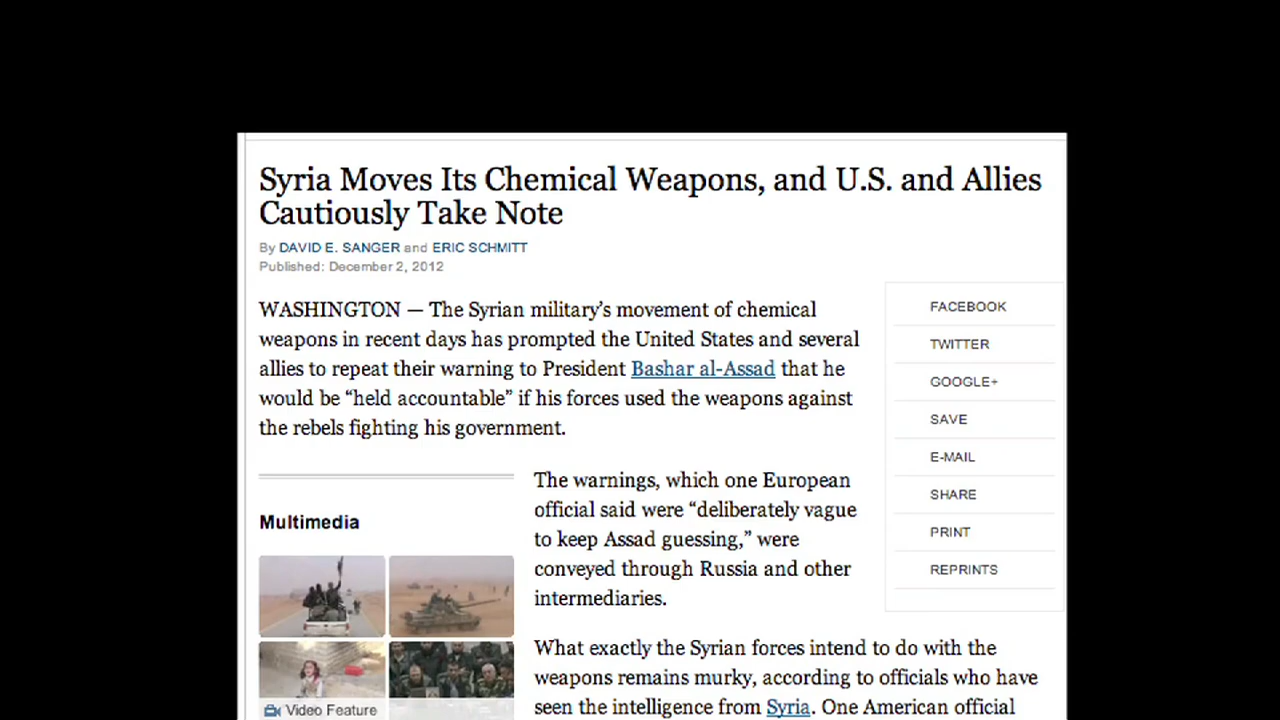 Syria Moves Its Chemical Weapons, and U.S. and Allies
Cautiously Take Note
By DAVID E. SANGER and ERIC SCHMITT
Published: December 2, 2012
WASHINGTON — The Syrian military’s movement of chemical
weapons in recent days has prompted the United States and several
allies to repeat their warning to President Bashar al-Assad that he
would be “held accountable” if his forces used the weapons against
the rebels fighting his government.
FACEBOOK
TWITTER
GOOGLE+
SAVE
E-MAIL
SHARE
PRINT
REPRINTS
Multimedia
Video Feature
The warnings, which one European
official said were “deliberately vague
to keep Assad guessing,” were
conveyed through Russia and other
intermediaries.
What exactly the Syrian forces intend to do with the
weapons remains murky, according to officials who have
seen the intelligence from Syria. One American official